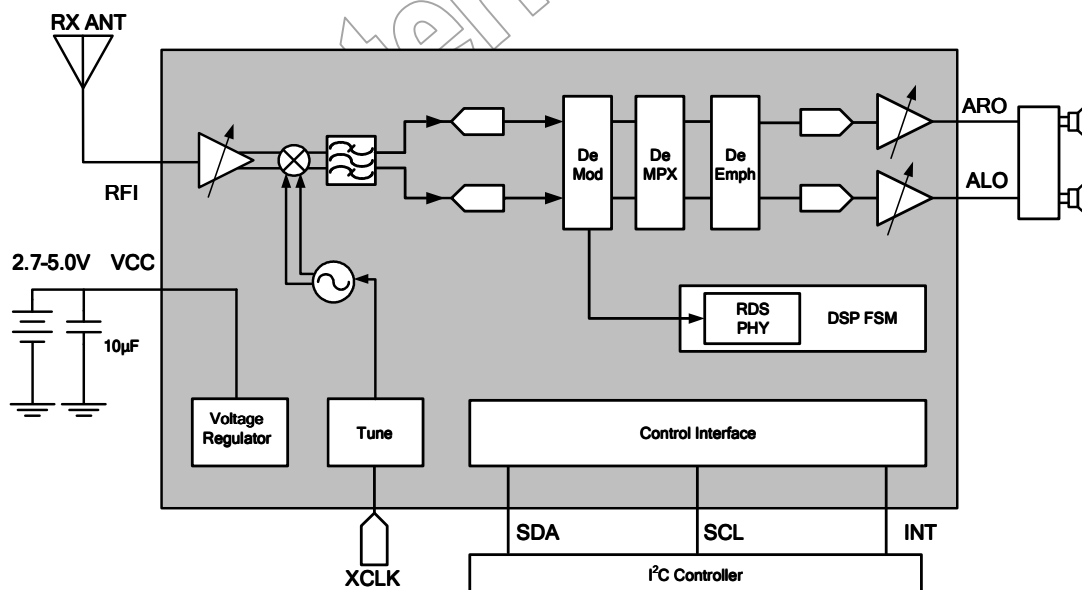 RX ANT
RFI
2.7-5.0V VCC
10µF
De
Mod
De
MPX
De
Emph
ARO
ALO
RDS
PHY
DSP FSM
Voltage
Regulator
Tune
Control Interface
SDA
SCL
INT
XCLK
I²C Controller